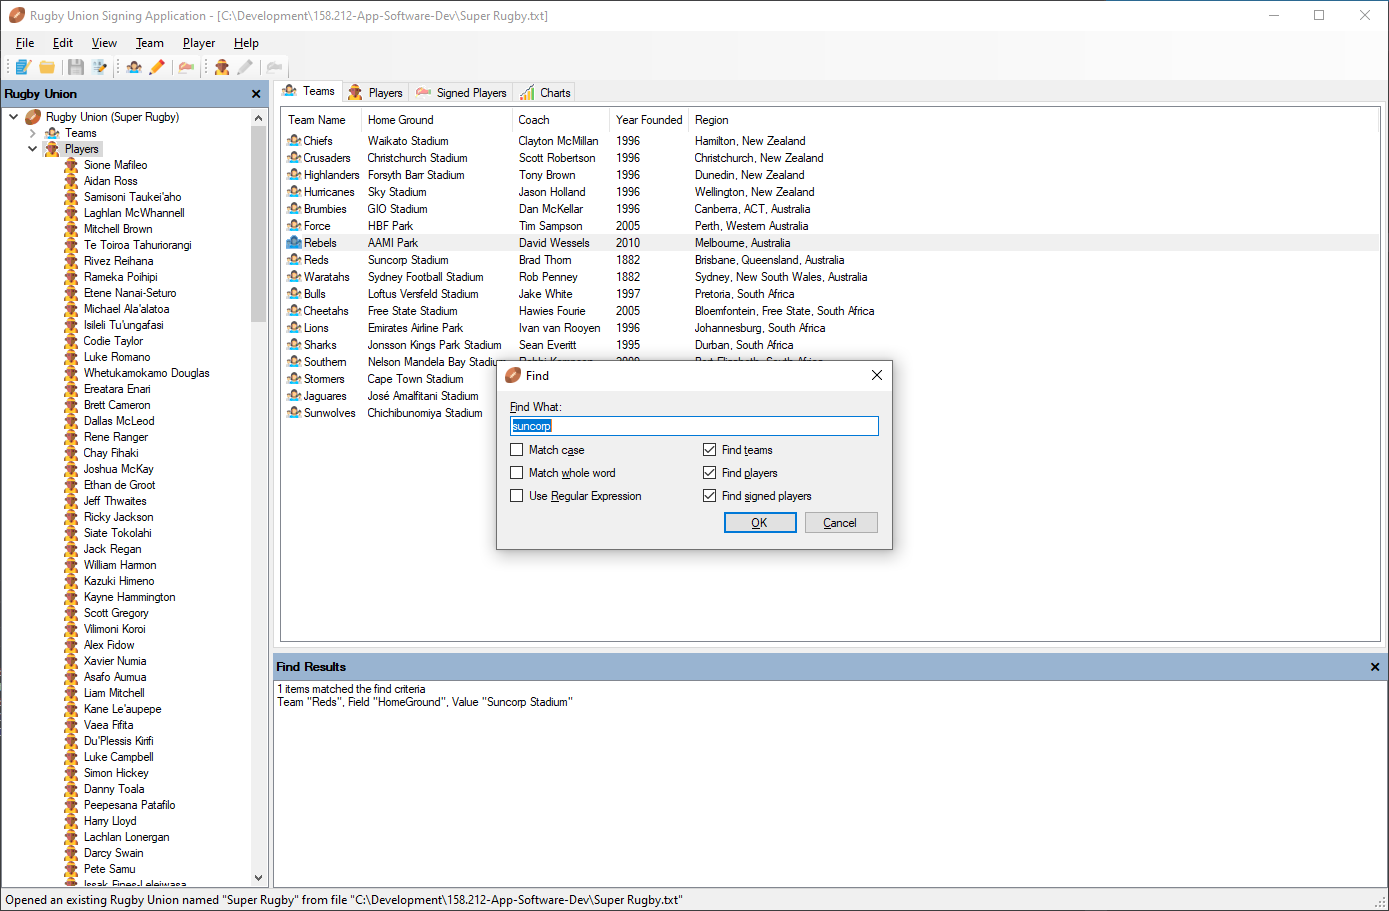 Rugby Union Signing Application - [C:\Development\158.212-App-Software-Dev\Super Rugby.txt]
File Edit View Team Player Help
Rugby Union
Rugby Union (Super Rugby)
Teams
Players
Sione Mafileo
Aidan Ross
Samisoni Taukei'aho
Laghlan McWhannell
Mitchell Brown
Te Toiroa Tahuriorangi
Rivez Reihana
Rameka Poihipi
Etene Nanai-Seturo
Michael Ala'alatoa
Isileli Tu'ungafasi
Codie Taylor
Luke Romano
Whetukamokamo Douglas
Ereatara Enari
Brett Cameron
Dallas McLeod
Rene Ranger
Chay Fihaki
Joshua McKay
Ethan de Groot
Jeff Thwaites
Ricky Jackson
Siate Tokolahi
Jack Regan
William Harmon
Kazuki Himeno
Kayne Hammington
Scott Gregory
Vilimoni Koroi
Alex Fidow
Xavier Numia
Asafo Aumua
Liam Mitchell
Kane Le'aupepe
Vaea Fifita
Du'Plessis Kirifi
Luke Campbell
Simon Hickey
Danny Toala
Peepesana Patafilo
Harry Lloyd
Lachlan Lonergan
Darcy Swain
Pete Samu
Issak Fines-Leleiwasa
Teams Players Signed Players Charts
Team Name Home Ground Coach Year Founded Region
Chiefs Waikato Stadium Clayton McMillan 1996 Hamilton, New Zealand
Crusaders Christchurch Stadium Scott Robertson 1996 Christchurch, New Zealand
Highlanders Forsyth Barr Stadium Tony Brown 1996 Dunedin, New Zealand
Hurricanes Sky Stadium Jason Holland 1996 Wellington, New Zealand
Brumbies GIO Stadium Dan McKellar 1996 Canberra, ACT, Australia
Force HBF Park Tim Sampson 2005 Perth, Western Australia
Rebels AAMI Park David Wessels 2010 Melbourne, Australia
Reds Suncorp Stadium Brad Thorn 1882 Brisbane, Queensland, Australia
Waratahs Sydney Football Stadium Rob Penney 1882 Sydney, New South Wales, Australia
Bulls Loftus Versfeld Stadium Jake White 1997 Pretoria, South Africa
Cheetahs Free State Stadium Hawies Fourie 2005 Bloemfontein, Free State, South Africa
Lions Emirates Airline Park Ivan van Rooyen 1996 Johannesburg, South Africa
Sharks Jonsson Kings Park Stadium Sean Everitt 1995 Durban, South Africa
Southern Nelson Mandela Bay Stadium
Stormers Cape Town Stadium
Jaguares José Amalfitani Stadium
Sunwolves Chichibunomiya Stadium
Find
Find What:
suncorp
Match case Find teams
Match whole word Find players
Use Regular Expression Find signed players
OK Cancel
Find Results
1 items matched the find criteria
Team "Reds", Field "HomeGround", Value "Suncorp Stadium"
Opened an existing Rugby Union named "Super Rugby" from file "C:\Development\158.212-App-Software-Dev\Super Rugby.txt"